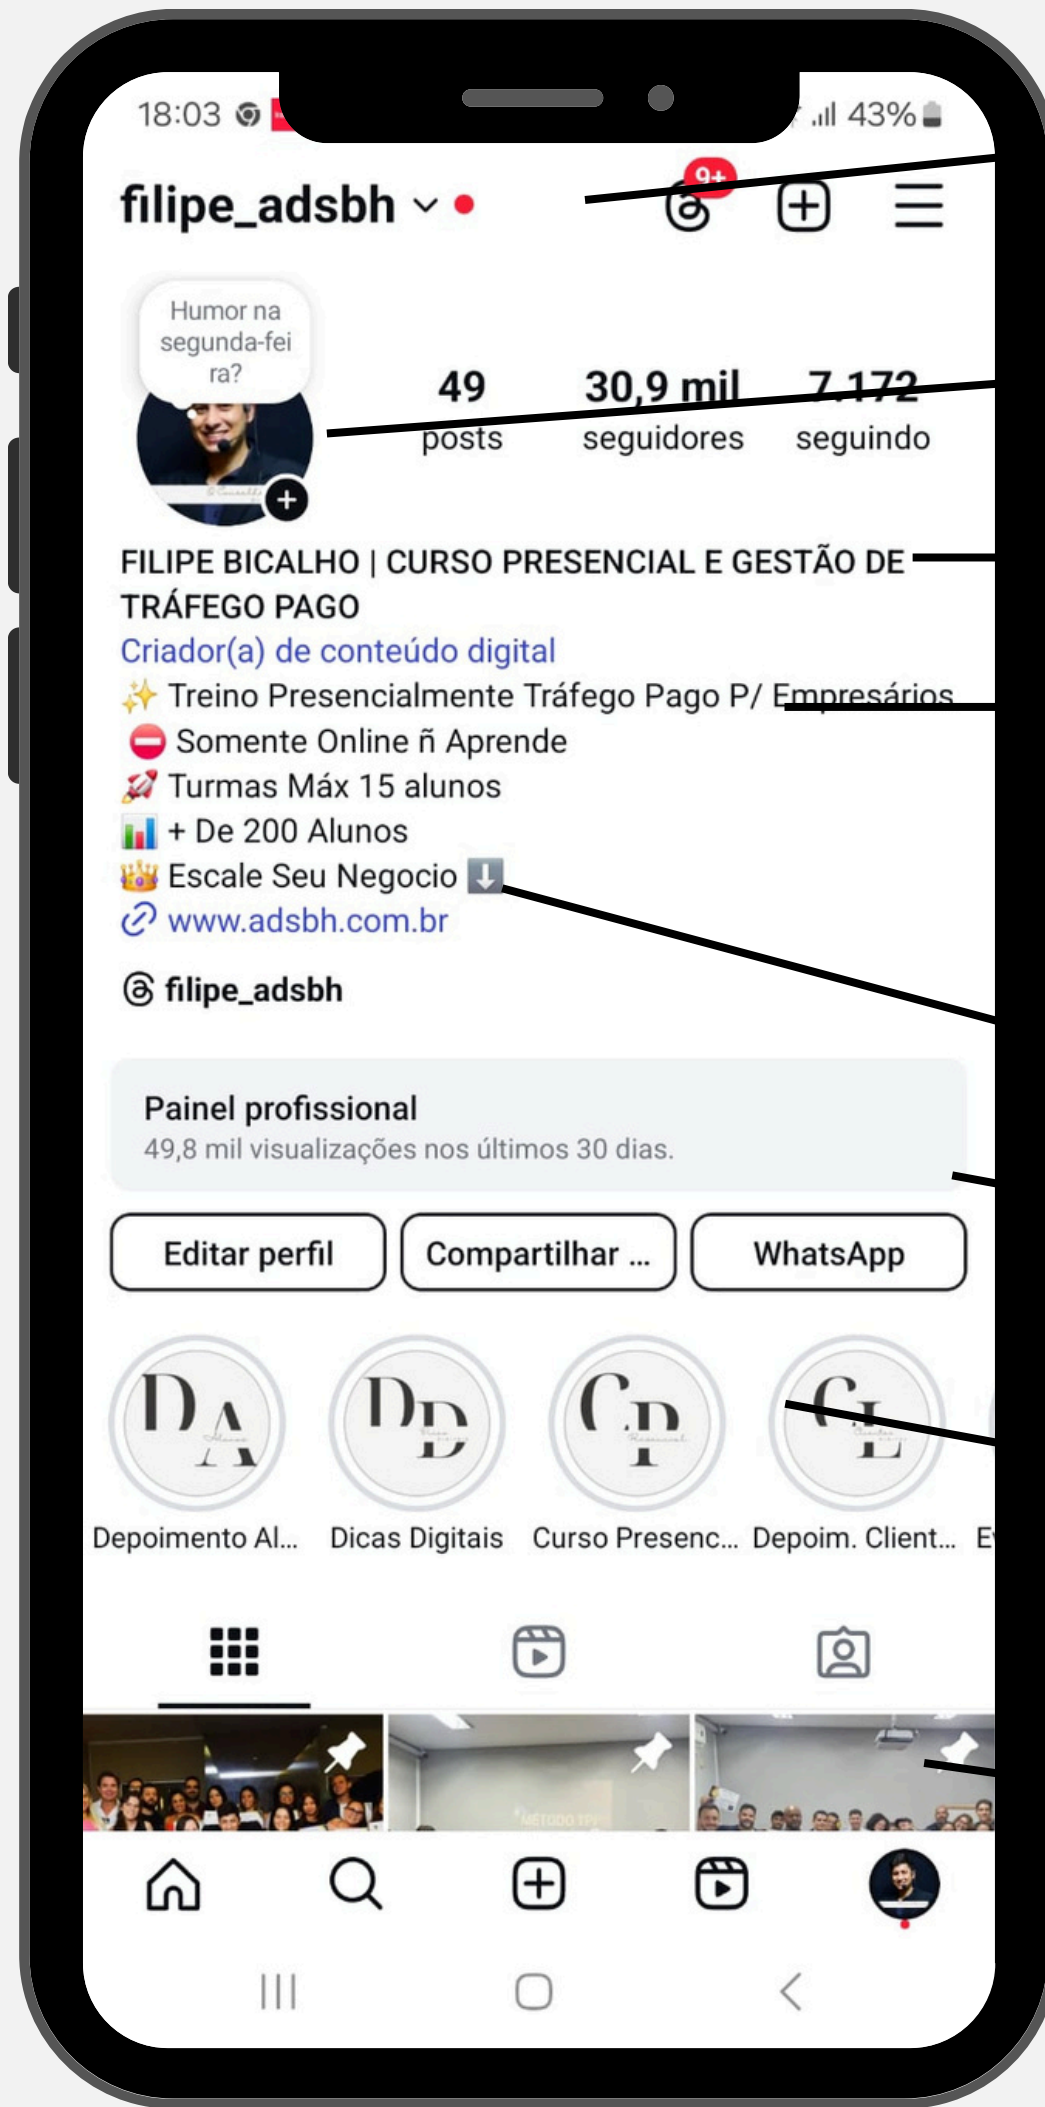 18:03
43%
filipe_adsbh
9+
Humor na
segunda-fei
ra?
49 30,9 mil 7.172
posts seguidores seguindo
FILIPE BICALHO | CURSO PRESENCIAL E GESTÃO DE
TRÁFEGO PAGO
Criador(a) de conteúdo digital
✨ Treino Presencialmente Tráfego Pago P/ Empresários
⛔ Somente Online ñ Aprende
🚀 Turmas Máx 15 alunos
📊 + De 200 Alunos
👑 Escale Seu Negocio ⬇️
www.adsbh.com.br
filipe_adsbh
Painel profissional
49,8 mil visualizações nos últimos 30 dias.
Editar perfil Compartilhar ... WhatsApp
DA DD CP CL
Depoimento Al... Dicas Digitais Curso Presenc... Depoim. Client...
MÉTODO TP